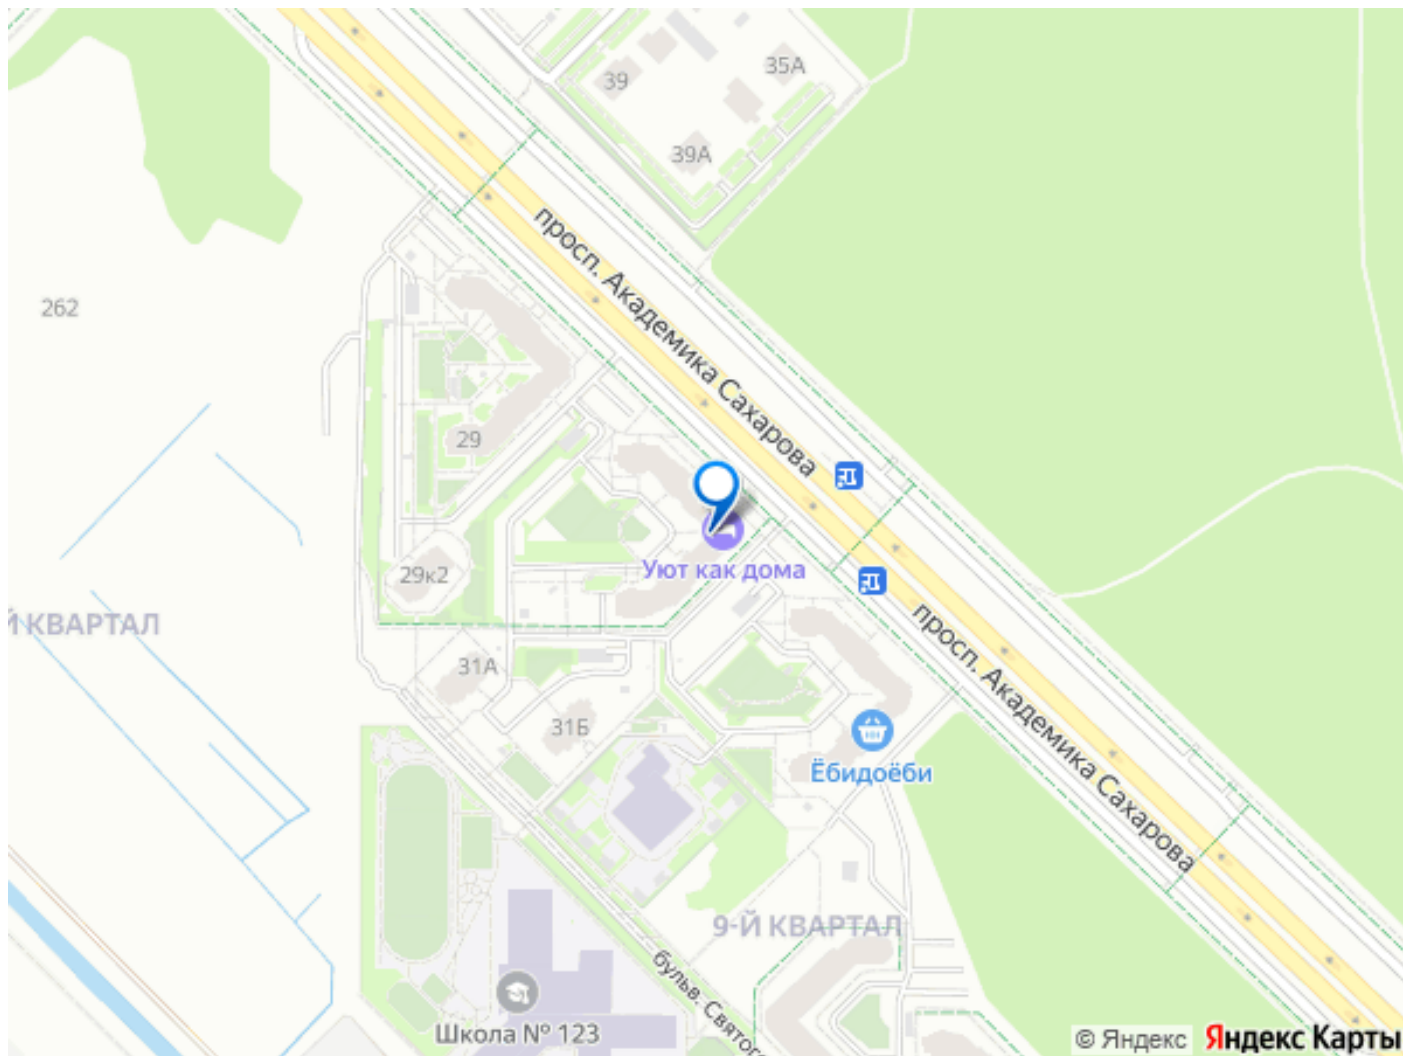 35А
39
39А
просп. Академика Сахарова
262
29
Уют как дома
29к2
Й КВАРТАЛ
просп. Академика Сахарова
31А
31Б
Ёбидоёби
9-Й КВАРТАЛ
бульв. Святого
Школа № 123
© Яндекс Яндекс Карты